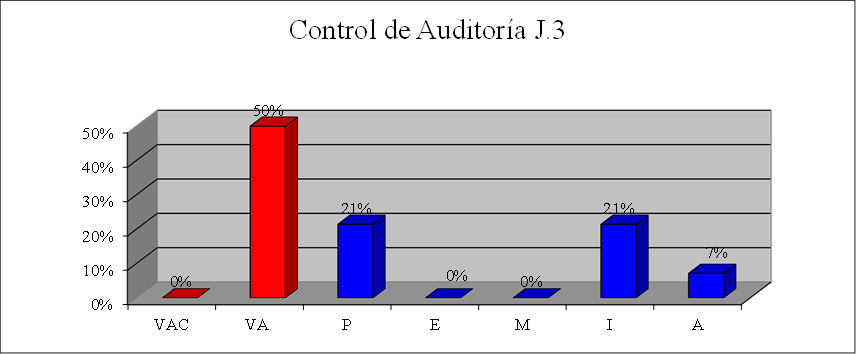 Control de Auditoría J.3
50%
40%
30%
20%
10%
0%
0%
50%
21%
0%
0%
21%
7%
VAC
VA
P
E
M
I
A